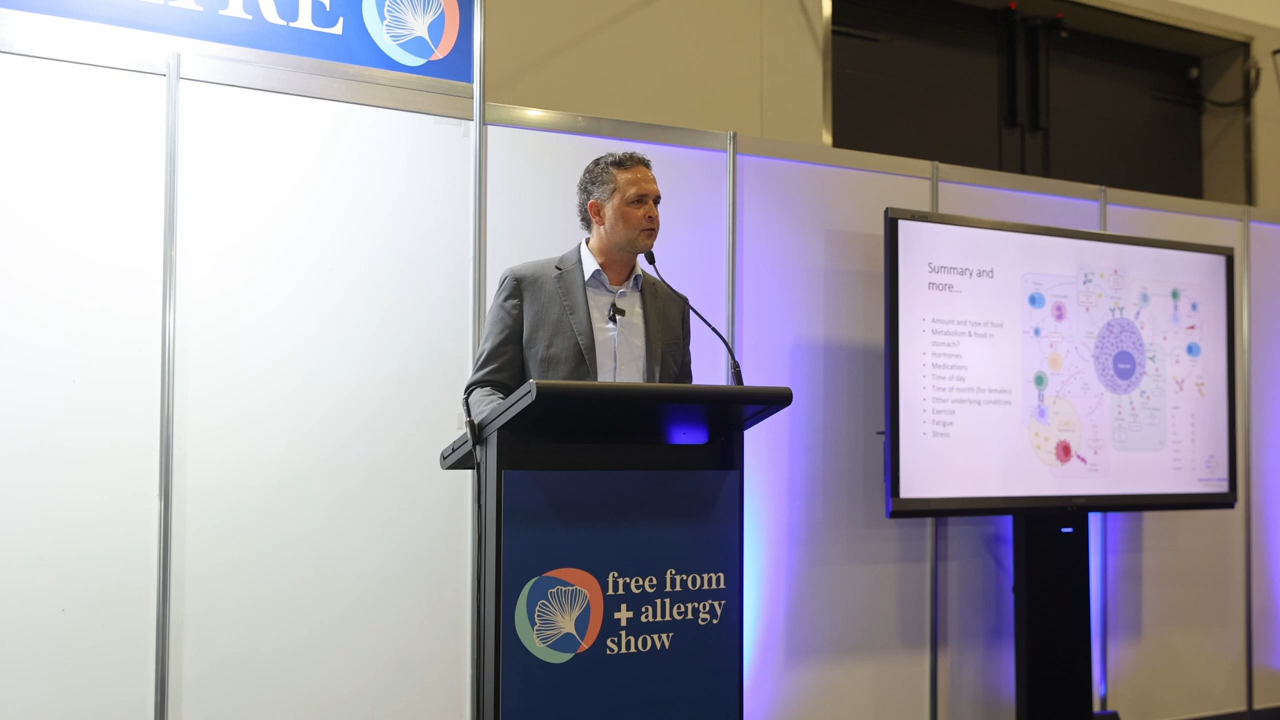 TRE
Summary and
more...
• Amount and type of food
• Metabolism & food in
stomach?
• Hormones
• Medications
• Time of day
• Time of month (for females)
• Other underlying conditions
• Exercise
• Fatigue
• Stress
free from
+ allergy
show